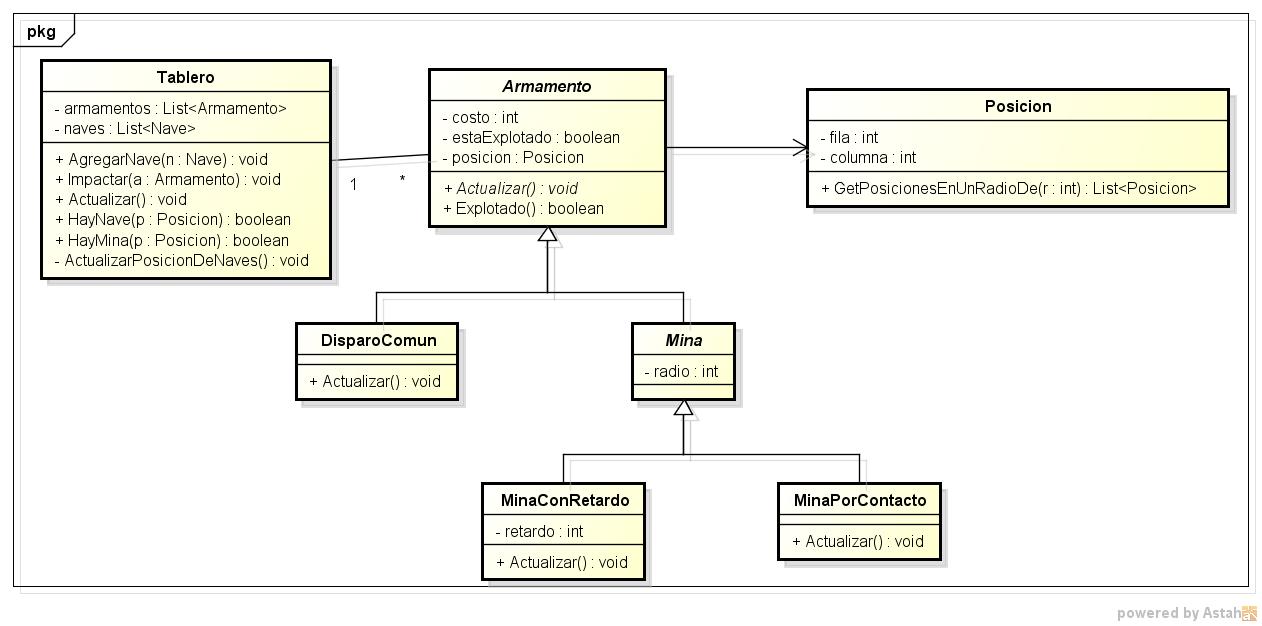 pkg
Tablero
- armamentos : List<Armamento>
- naves : List<Nave>
+ AgregarNave(n : Nave) : void
+ Impactar(a : Armamento) : void
+ Actualizar() : void
+ HayNave(p : Posicion) : boolean
+ HayMina(p : Posicion) : boolean
- ActualizarPosicionDeNaves() : void
1
*
Armamento
- costo : int
- estaExplotado : boolean
- posicion : Posicion
+ Actualizar() : void
+ Explotado() : boolean
Posicion
- fila : int
- columna : int
+ GetPosicionesEnUnRadioDe(r : int) : List<Posicion>
DisparoComun
+ Actualizar() : void
Mina
- radio : int
MinaConRetardo
- retardo : int
+ Actualizar() : void
MinaPorContacto
+ Actualizar() : void
powered by Astah